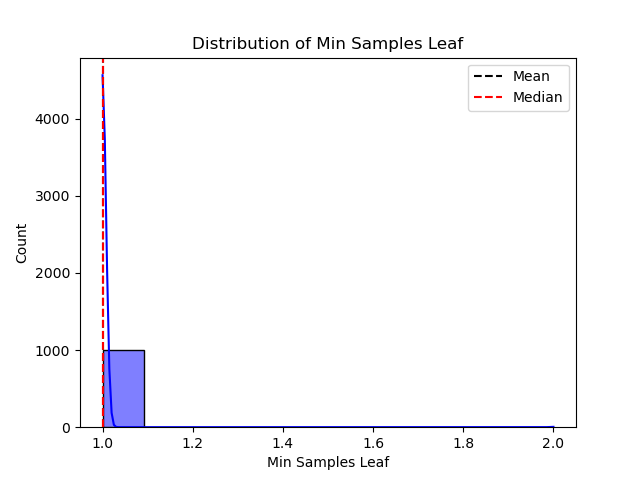 Distribution of Min Samples Leaf
Mean
Median
4000
3000
2000
1000
0
Count
1.0 1.2 1.4 1.6 1.8 2.0
Min Samples Leaf